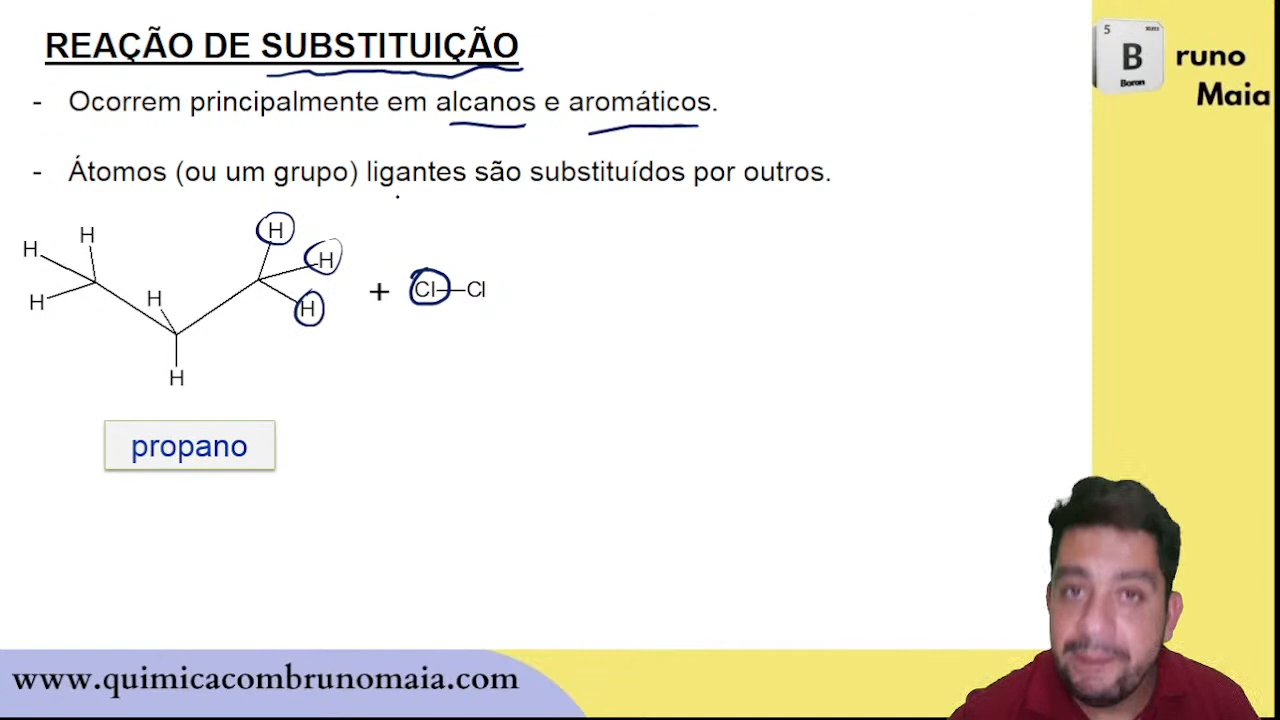 REAÇÃO DE SUBSTITUIÇÃO
- Ocorrem principalmente em alcanos e aromáticos.
- Átomos (ou um grupo) ligantes são substituídos por outros.
5
B
Boron
runo
Maia
H H H H
H H H
H
+ Cl—Cl
propano
www.quimicacombrunomaia.com